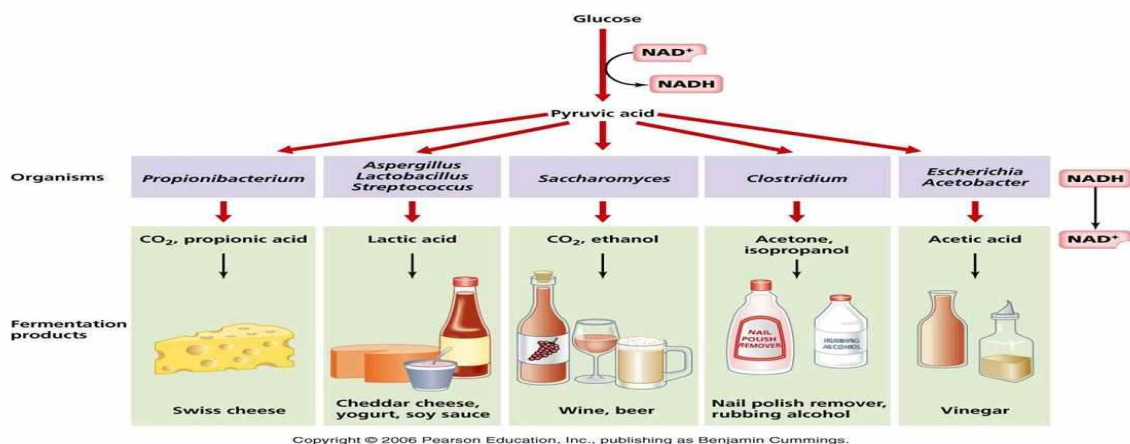 Glucose
NAD+
NADH
Pyruvic acid
Organisms
Propionibacterium
Aspergillus
Lactobacillus
Streptococcus
Saccharomyces
Clostridium
Escherichia
Acetobacter
NADH
NAD+
Fermentation
products
CO₂, propionic acid
Lactic acid
CO₂, ethanol
Acetone,
isopropanol
Acetic acid
NAIL
POLISH
REMOVER
RUBBING
ALCOHOL
Swiss cheese
Cheddar cheese,
yogurt, soy sauce
Wine, beer
Nail polish remover,
rubbing alcohol
Vinegar
Copyright © 2006 Pearson Education, Inc., publishing as Benjamin Cummings.